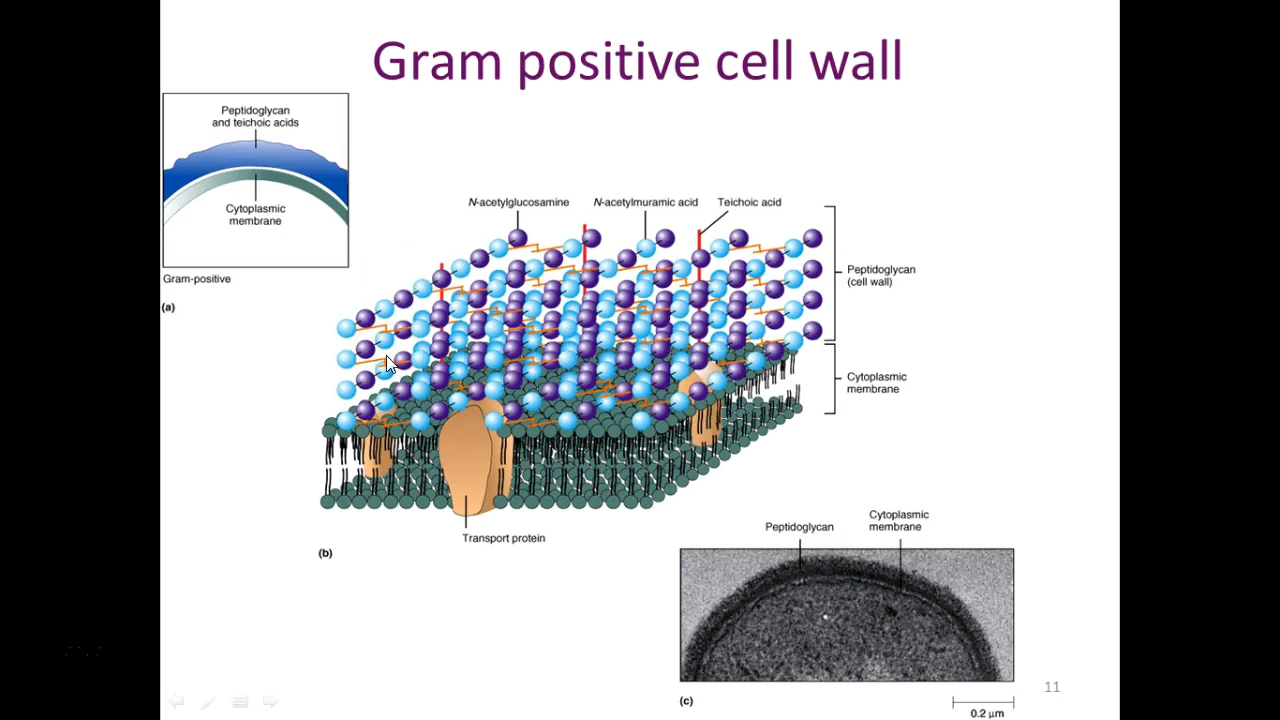 Gram positive cell wall
Peptidoglycan
and teichoic acids
Cytoplasmic
membrane
Gram-positive
(a)
N-acetylglucosamine
N-acetylmuramic acid
Teichoic acid
Peptidoglycan
(cell wall)
Cytoplasmic
membrane
Transport protein
(b)
Peptidoglycan
Cytoplasmic
membrane
(c)
0.2 μm
11